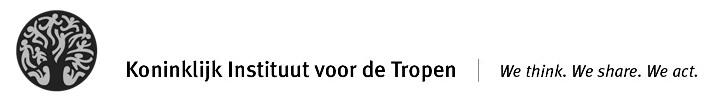 Koninklijk Instituut voor de Tropen | We think. We share. We act.